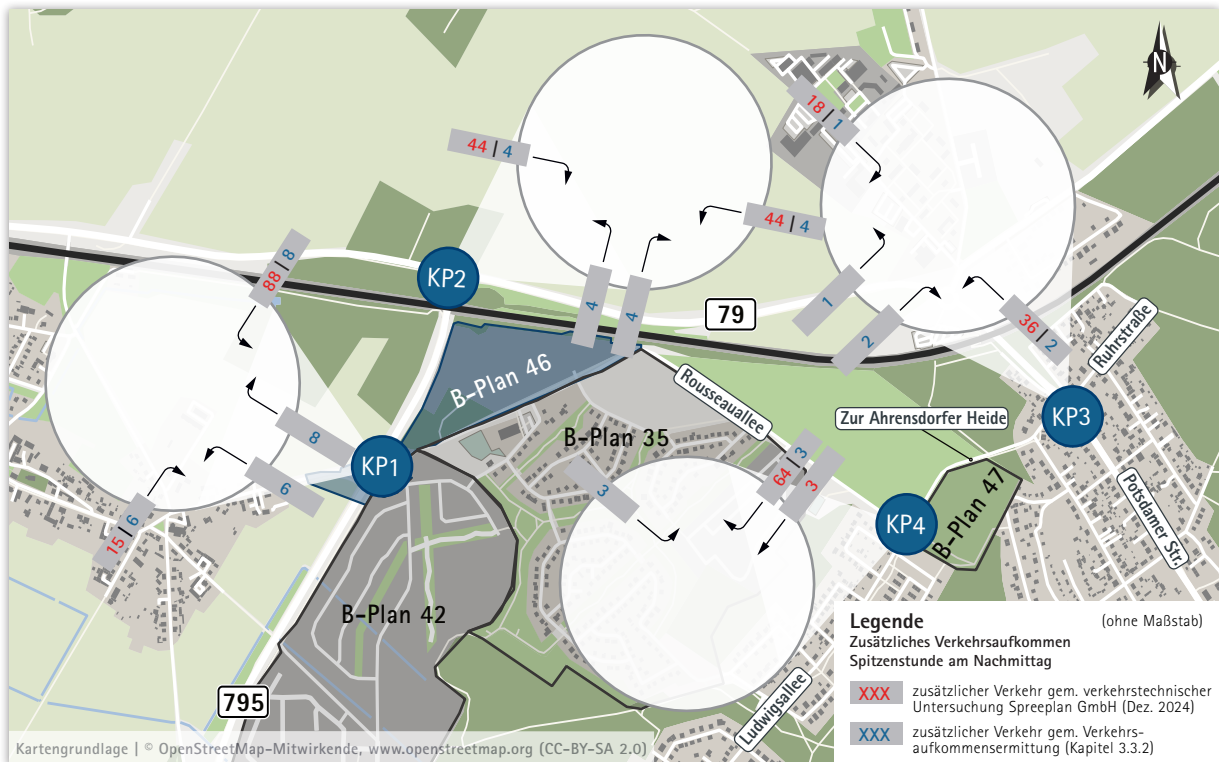 N
18 | 1
44 | 4
44 | 4
88 | 8
KP2
4
4
79
1
2
36 | 2
Ruhrstraße
B-Plan 46
Rousseauallee
Zur Ahrensdorfer Heide
KP3
8
KP1
B-Plan 35
6
3
64 | 3
3
15 | 6
KP4
B-Plan 47
Potsdamer Str.
B-Plan 42
795
Ludwigsallee
Legende
(ohne Maßstab)
Zusätzliches Verkehrsaufkommen
Spitzenstunde am Nachmittag
XXX zusätzlicher Verkehr gem. verkehrstechnischer
Untersuchung Spreeplan GmbH (Dez. 2024)
XXX zusätzlicher Verkehr gem. Verkehrs-
aufkommensermittlung (Kapitel 3.3.2)
Kartengrundlage | © OpenStreetMap-Mitwirkende, www.openstreetmap.org (CC-BY-SA 2.0)